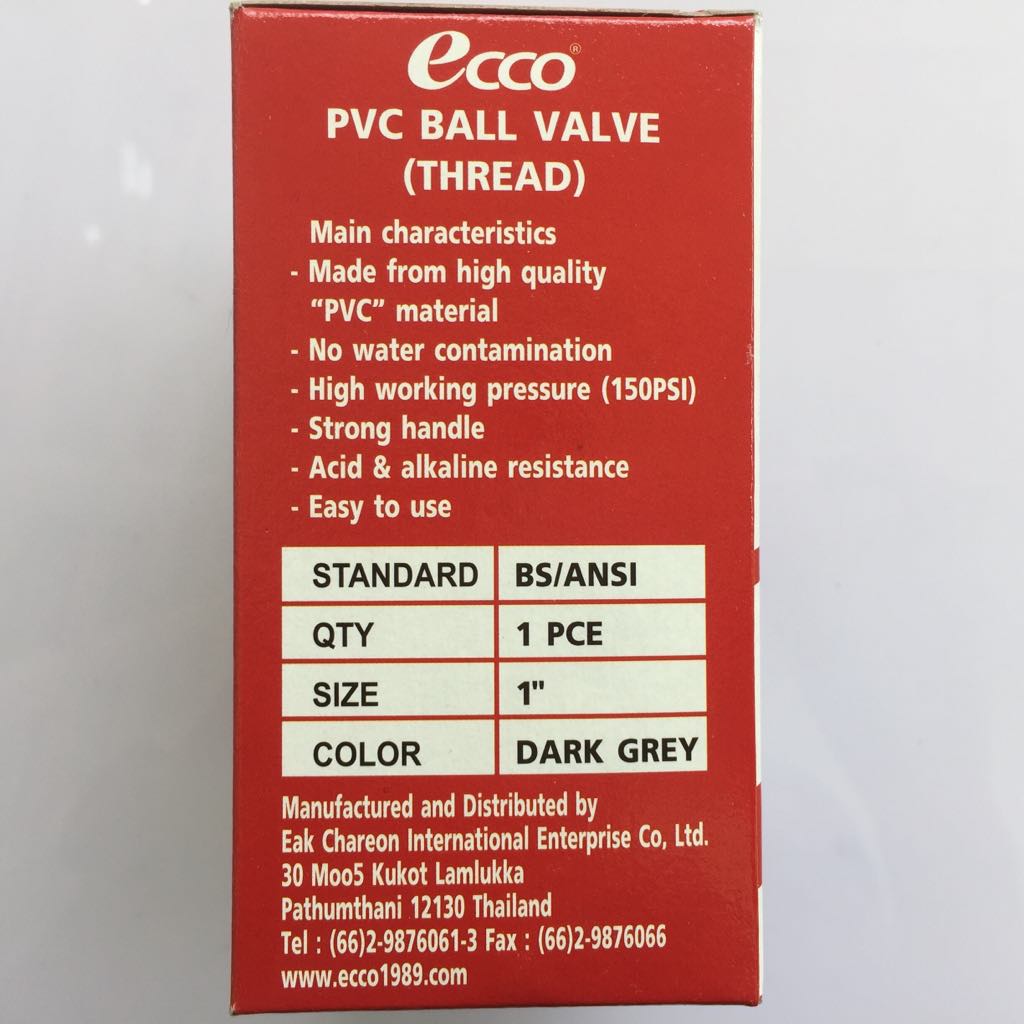 ecco®
PVC BALL VALVE
(THREAD)
Main characteristics
- Made from high quality
"PVC" material
- No water contamination
- High working pressure (150PSI)
- Strong handle
- Acid & alkaline resistance
- Easy to use
STANDARD BS/ANSI
QTY 1 PCE
SIZE 1"
COLOR DARK GREY
Manufactured and Distributed by
Eak Chareon International Enterprise Co, Ltd.
30 Moo5 Kukot Lamlukka
Pathumthani 12130 Thailand
Tel : (66)2-9876061-3 Fax : (66)2-9876066
www.ecco1989.com